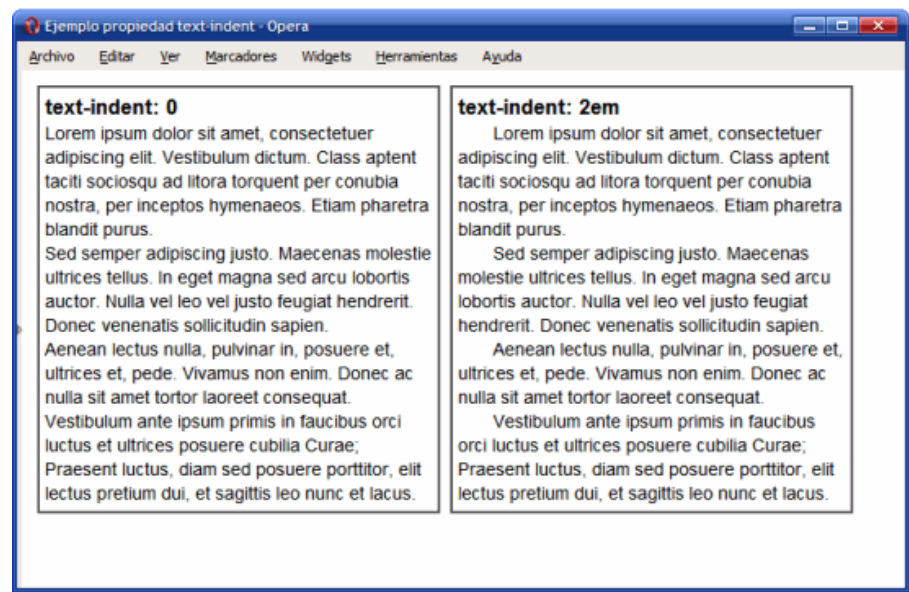 Ejemplo propiedad text-indent - Opera
Archivo Editar Ver Marcadores Widgets Herramientas Ayuda
text-indent: 0
Lorem ipsum dolor sit amet, consectetuer
adipiscing elit. Vestibulum dictum. Class aptent
taciti sociosqu ad litora torquent per conubia
nostra, per inceptos hymenaeos. Etiam pharetra
blandit purus.
Sed semper adipiscing justo. Maecenas molestie
ultrices tellus. In eget magna sed arcu lobortis
auctor. Nulla vel leo vel justo feugiat hendrerit.
Donec venenatis sollicitudin sapien.
Aenean lectus nulla, pulvinar in, posuere et,
ultrices et, pede. Vivamus non enim. Donec ac
nulla sit amet tortor laoreet consequat.
Vestibulum ante ipsum primis in faucibus orci
luctus et ultrices posuere cubilia Curae;
Praesent luctus, diam sed posuere porttitor, elit
lectus pretium dui, et sagittis leo nunc et lacus.
text-indent: 2em
Lorem ipsum dolor sit amet, consectetuer
adipiscing elit. Vestibulum dictum. Class aptent
taciti sociosqu ad litora torquent per conubia
nostra, per inceptos hymenaeos. Etiam pharetra
blandit purus.
Sed semper adipiscing justo. Maecenas
molestie ultrices tellus. In eget magna sed arcu
lobortis auctor. Nulla vel leo vel justo feugiat
hendrerit. Donec venenatis sollicitudin sapien.
Aenean lectus nulla, pulvinar in, posuere et,
ultrices et, pede. Vivamus non enim. Donec ac
nulla sit amet tortor laoreet consequat.
Vestibulum ante ipsum primis in faucibus
orci luctus et ultrices posuere cubilia Curae;
Praesent luctus, diam sed posuere porttitor, elit
lectus pretium dui, et sagittis leo nunc et lacus.